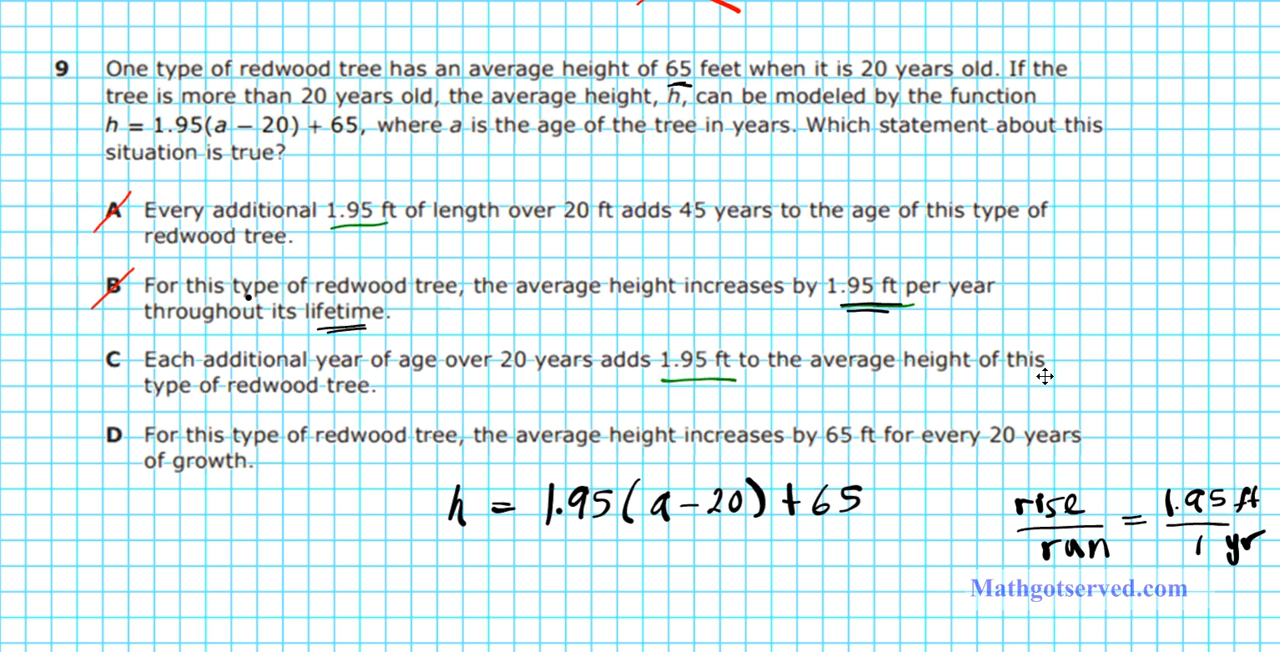 9 One type of redwood tree has an average height of 65 feet when it is 20 years old. If the
tree is more than 20 years old, the average height, h, can be modeled by the function
h = 1.95(a − 20) + 65, where a is the age of the tree in years. Which statement about this
situation is true?
A Every additional 1.95 ft of length over 20 ft adds 45 years to the age of this type of
redwood tree.
B For this type of redwood tree, the average height increases by 1.95 ft per year
throughout its lifetime.
C Each additional year of age over 20 years adds 1.95 ft to the average height of this
type of redwood tree.
D For this type of redwood tree, the average height increases by 65 ft for every 20 years
of growth.
h = 1.95(a − 20) + 65
rise = 1.95 ft
run 1 yr
Mathgotserved.com